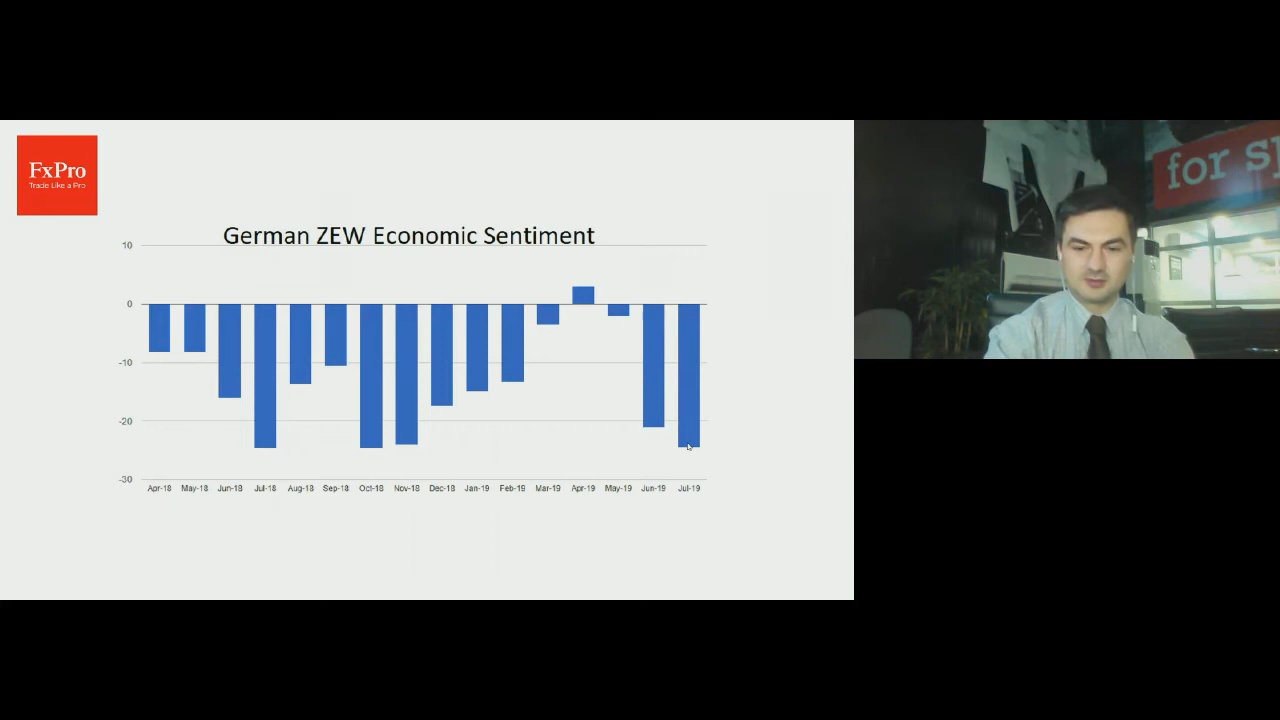 FxPro
Trade Like a Pro
German ZEW Economic Sentiment
10
0
-10
-20
-30
Apr-18 May-18 Jun-18 Jul-18 Aug-18 Sep-18 Oct-18 Nov-18 Dec-18 Jan-19 Feb-19 Mar-19 Apr-19 May-19 Jun-19 Jul-19
for sp